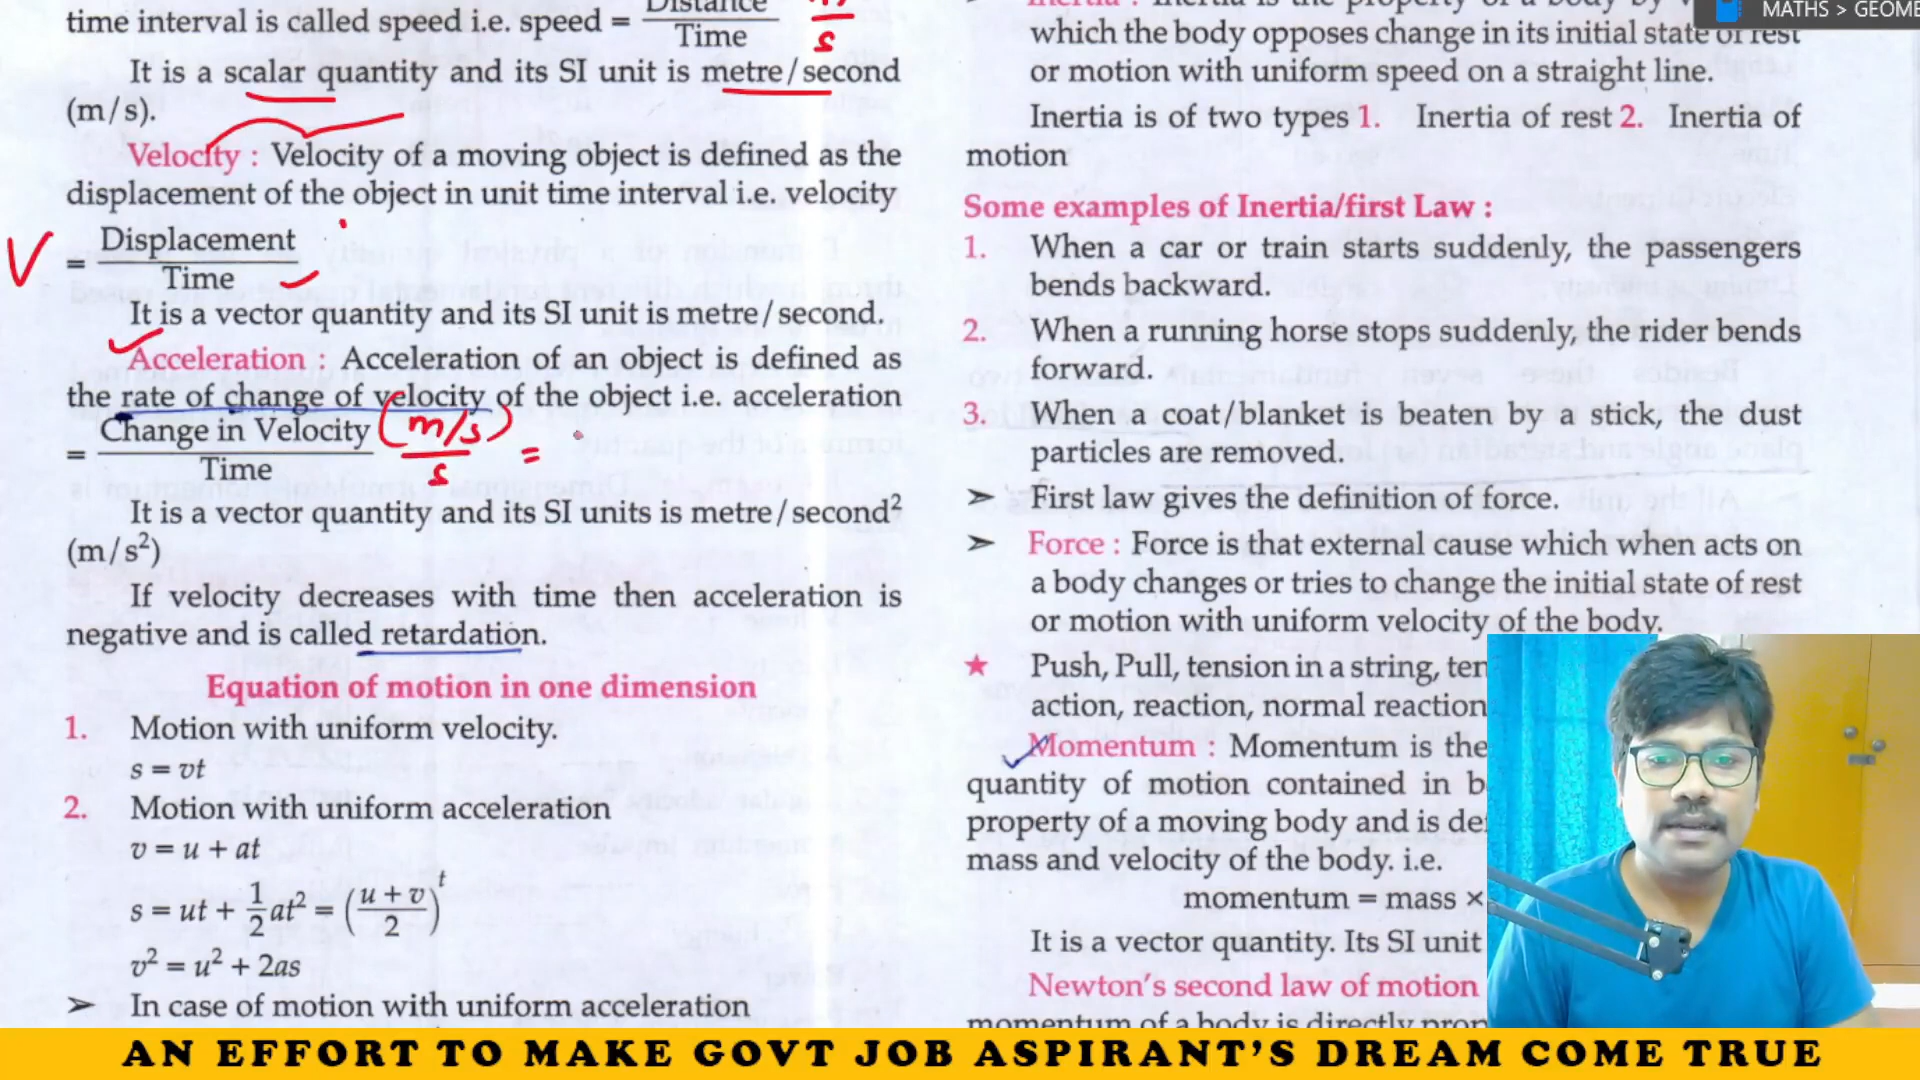 time interval is called speed i.e. speed = Distance / Time
s
It is a scalar quantity and its SI unit is metre/second
(m/s).
Velocity : Velocity of a moving object is defined as the
displacement of the object in unit time interval i.e. velocity
V = Displacement / Time
It is a vector quantity and its SI unit is metre/second.
Acceleration : Acceleration of an object is defined as
the rate of change of velocity of the object i.e. acceleration
= Change in Velocity / Time (m/s) / s =
It is a vector quantity and its SI units is metre/second²
(m/s²)
If velocity decreases with time then acceleration is
negative and is called retardation.
Equation of motion in one dimension
1. Motion with uniform velocity.
s = vt
2. Motion with uniform acceleration
v = u + at
s = ut + 1/2 at² = ((u + v)/2)^t
v² = u² + 2as
➢ In case of motion with uniform acceleration
MATHS > GEOME
Inertia : Inertia is the property of a body by
which the body opposes change in its initial state of rest
or motion with uniform speed on a straight line.
Inertia is of two types 1. Inertia of rest 2. Inertia of
motion
Some examples of Inertia/first Law :
1. When a car or train starts suddenly, the passengers
bends backward.
2. When a running horse stops suddenly, the rider bends
forward.
3. When a coat/blanket is beaten by a stick, the dust
particles are removed.
➢ First law gives the definition of force.
➢ Force : Force is that external cause which when acts on
a body changes or tries to change the initial state of rest
or motion with uniform velocity of the body.
★ Push, Pull, tension in a string,
action, reaction, normal reaction
Momentum : Momentum is the
quantity of motion contained in
property of a moving body and is
mass and velocity of the body. i.e.
momentum = mass ×
It is a vector quantity. Its SI unit
Newton's second law of motion
momentum of a body is directly
AN EFFORT TO MAKE GOVT JOB ASPIRANT'S DREAM COME TRUE